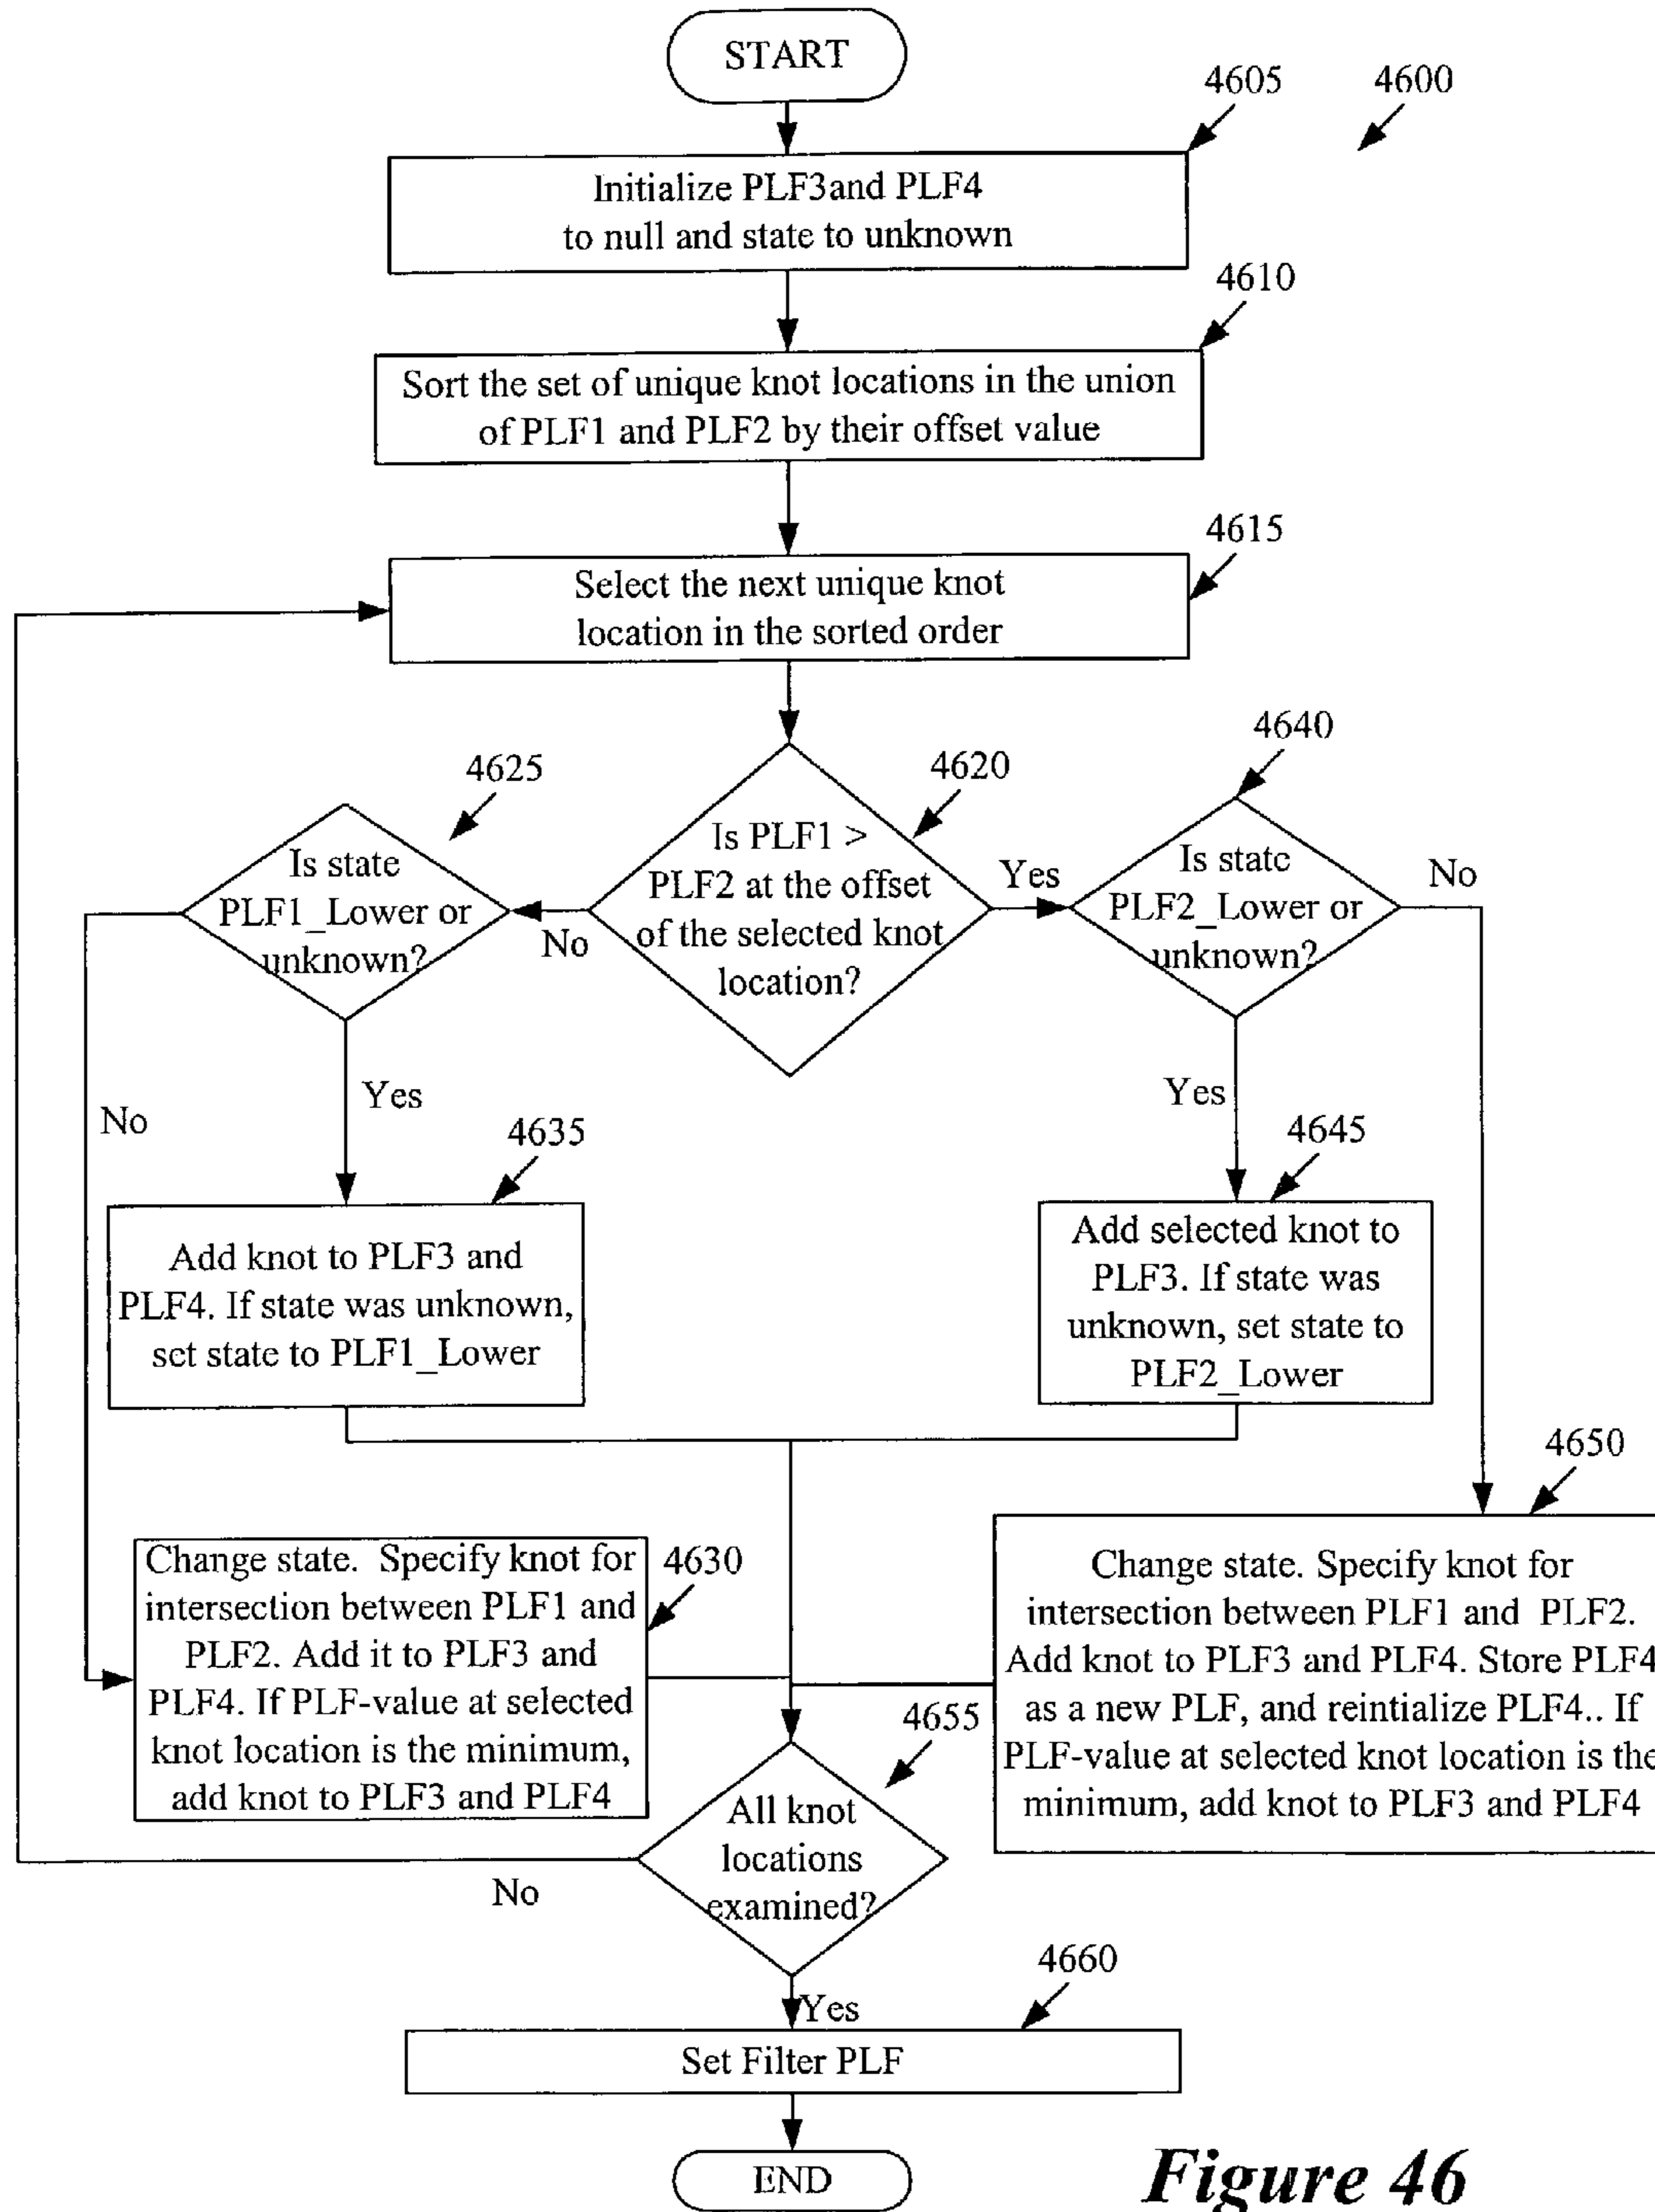 START
4605
4600
Initialize PLF3and PLF4
to null and state to unknown
4610
Sort the set of unique knot locations in the union
of PLF1 and PLF2 by their offset value
4615
Select the next unique knot
location in the sorted order
4620
Is PLF1 >
PLF2 at the offset
of the selected knot
location?
No
Yes
4625
Is state
PLF1_Lower or
unknown?
No
Yes
4640
Is state
PLF2_Lower or
unknown?
No
Yes
4635
Add knot to PLF3 and
PLF4. If state was unknown,
set state to PLF1_Lower
4645
Add selected knot to
PLF3. If state was
unknown, set state to
PLF2_Lower
4630
Change state. Specify knot for
intersection between PLF1 and
PLF2. Add it to PLF3 and
PLF4. If PLF-value at selected
knot location is the minimum,
add knot to PLF3 and PLF4
4650
Change state. Specify knot for
intersection between PLF1 and PLF2.
Add knot to PLF3 and PLF4. Store PLF4
as a new PLF, and reintialize PLF4.. If
PLF-value at selected knot location is the
minimum, add knot to PLF3 and PLF4
4655
All knot
locations
examined?
No
Yes
4660
Set Filter PLF
END
Figure 46